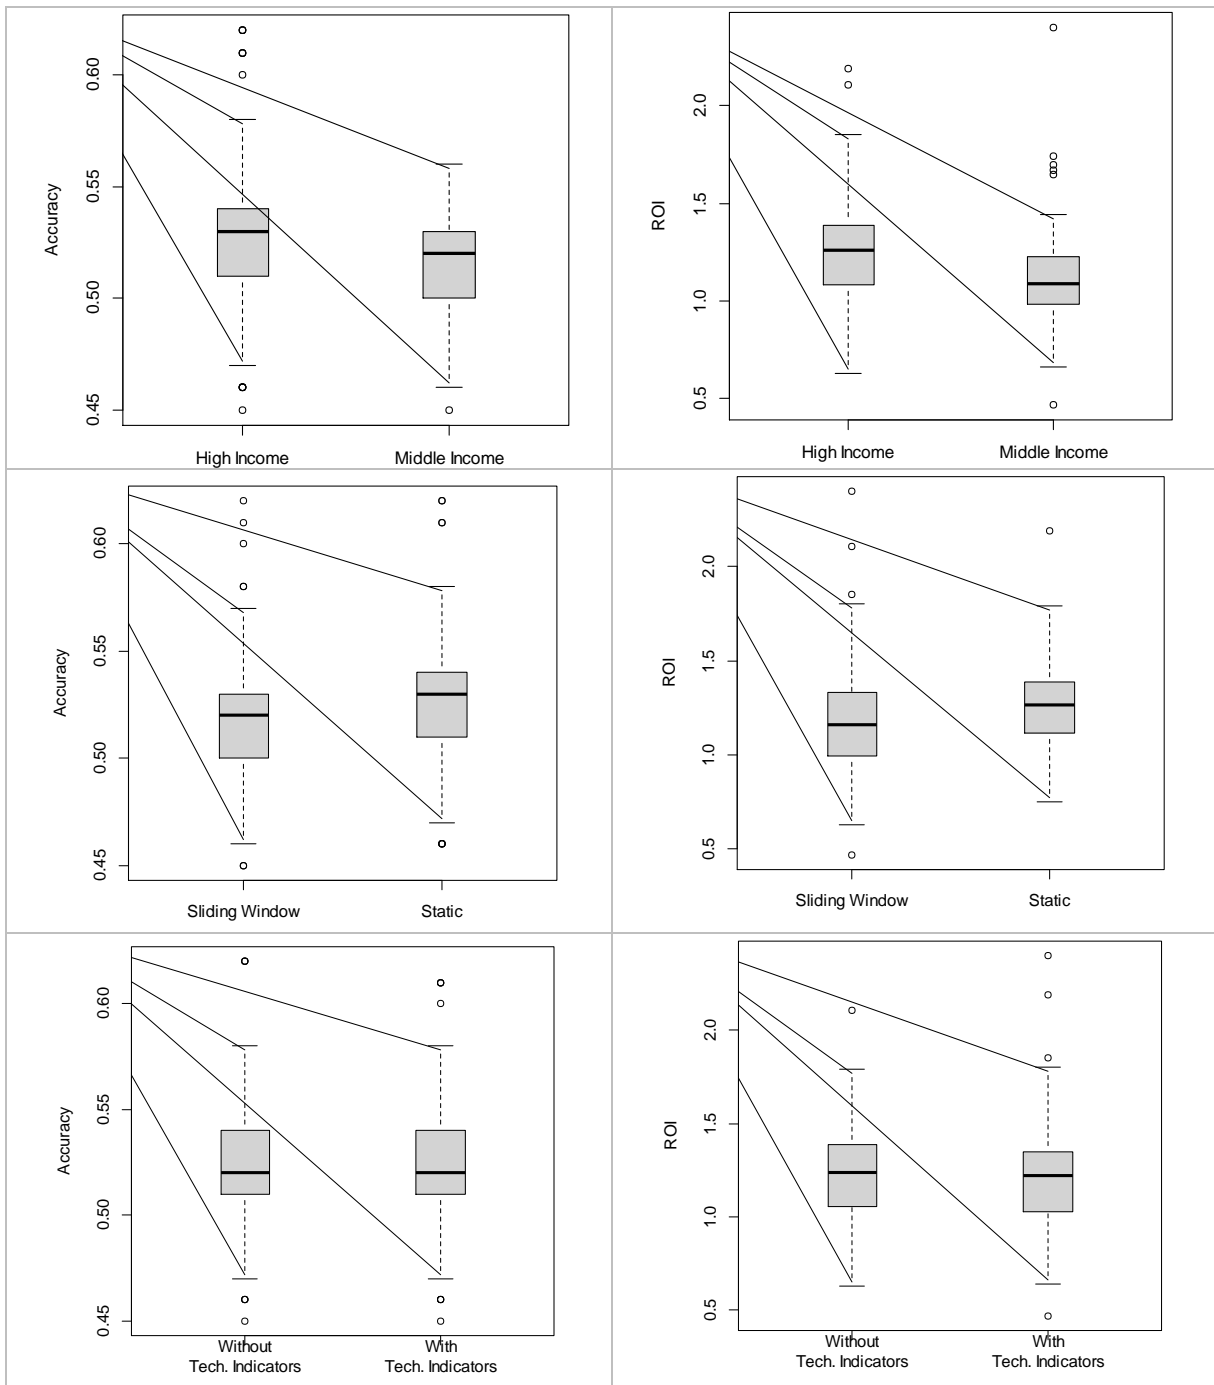 Accuracy
0.60
0.55
0.50
0.45
High Income
Middle Income
ROI
2.0
1.5
1.0
0.5
High Income
Middle Income
Accuracy
0.60
0.55
0.50
0.45
Sliding Window
Static
ROI
2.0
1.5
1.0
0.5
Sliding Window
Static
Accuracy
0.60
0.55
0.50
0.45
Without
Tech. Indicators
With
Tech. Indicators
ROI
2.0
1.5
1.0
0.5
Without
Tech. Indicators
With
Tech. Indicators